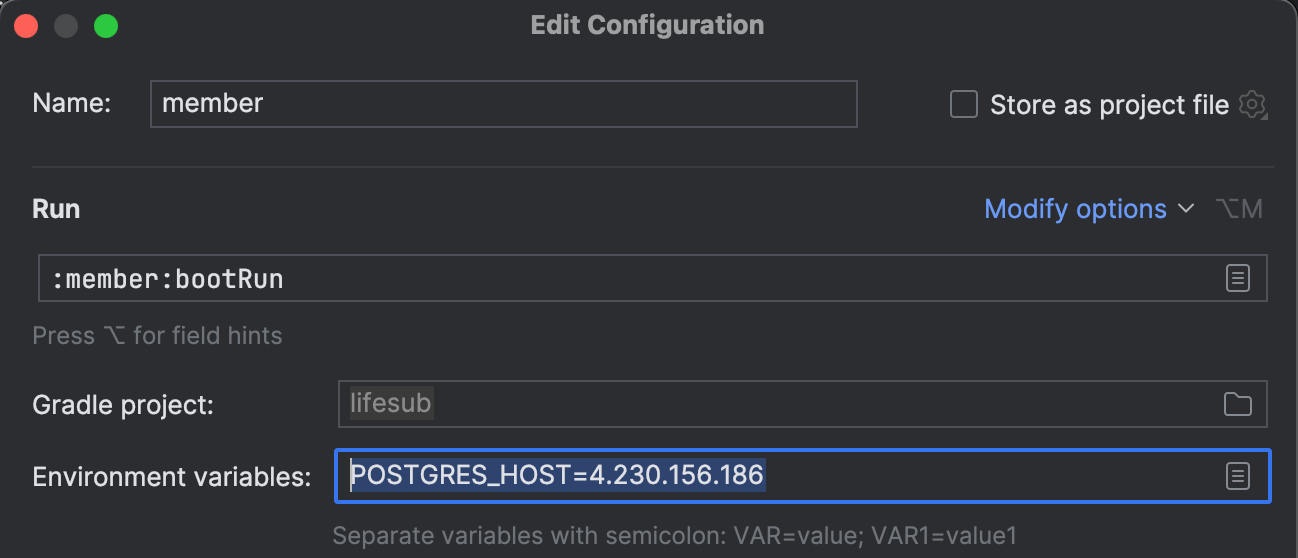 Edit Configuration
Name: member Store as project file
Run Modify options ⌥M
:member:bootRun
Press ⌥ for field hints
Gradle project: lifesub
Environment variables: POSTGRES_HOST=4.230.156.186
Separate variables with semicolon: VAR=value; VAR1=value1